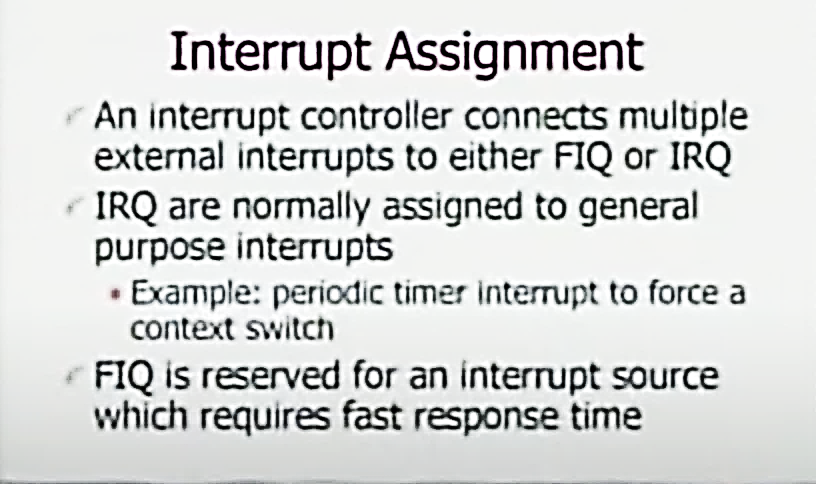 Interrupt Assignment
An interrupt controller connects multiple
external interrupts to either FIQ or IRQ
IRQ are normally assigned to general
purpose interrupts
Example: periodic timer interrupt to force a
context switch
FIQ is reserved for an interrupt source
which requires fast response time